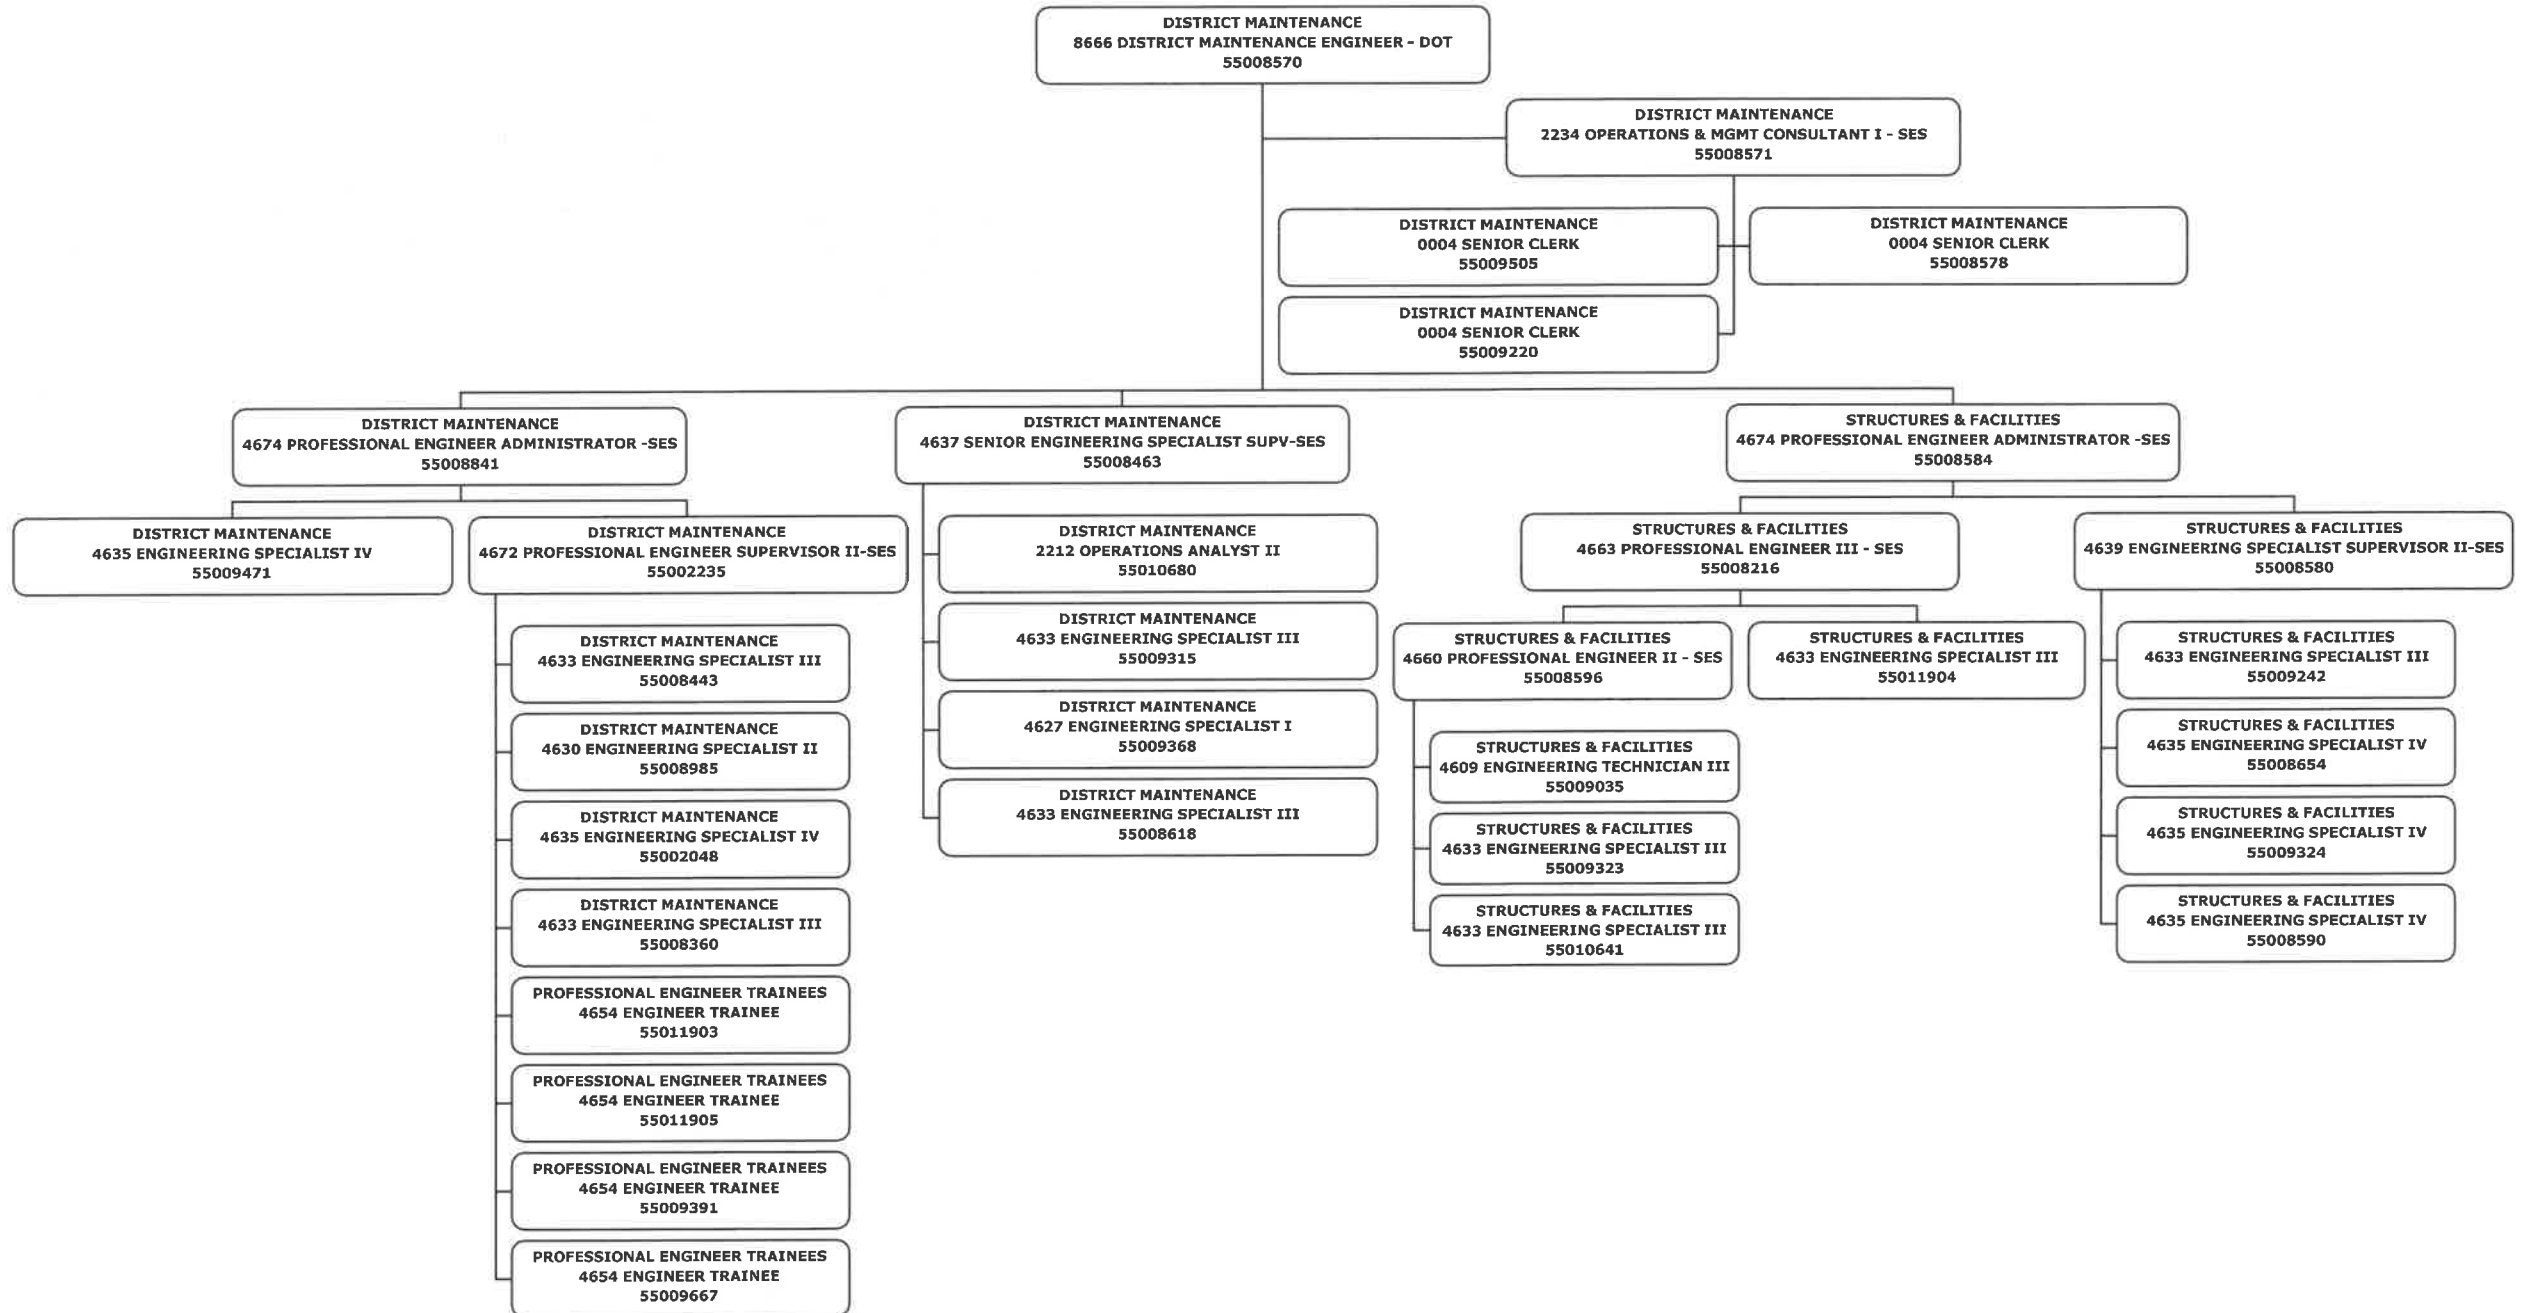 DISTRICT MAINTENANCE
8666 DISTRICT MAINTENANCE ENGINEER - DOT
55008570
DISTRICT MAINTENANCE
2234 OPERATIONS & MGMT CONSULTANT I - SES
55008571
DISTRICT MAINTENANCE
0004 SENIOR CLERK
55009505
DISTRICT MAINTENANCE
0004 SENIOR CLERK
55008578
DISTRICT MAINTENANCE
0004 SENIOR CLERK
55009220
DISTRICT MAINTENANCE
4674 PROFESSIONAL ENGINEER ADMINISTRATOR -SES
55008841
DISTRICT MAINTENANCE
4635 ENGINEERING SPECIALIST IV
55009471
DISTRICT MAINTENANCE
4672 PROFESSIONAL ENGINEER SUPERVISOR II-SES
55002235
DISTRICT MAINTENANCE
4633 ENGINEERING SPECIALIST III
55008443
DISTRICT MAINTENANCE
4630 ENGINEERING SPECIALIST II
55008985
DISTRICT MAINTENANCE
4635 ENGINEERING SPECIALIST IV
55002048
DISTRICT MAINTENANCE
4633 ENGINEERING SPECIALIST III
55008360
PROFESSIONAL ENGINEER TRAINEES
4654 ENGINEER TRAINEE
55011903
PROFESSIONAL ENGINEER TRAINEES
4654 ENGINEER TRAINEE
55011905
PROFESSIONAL ENGINEER TRAINEES
4654 ENGINEER TRAINEE
55009391
PROFESSIONAL ENGINEER TRAINEES
4654 ENGINEER TRAINEE
55009667
DISTRICT MAINTENANCE
4637 SENIOR ENGINEERING SPECIALIST SUPV-SES
55008463
DISTRICT MAINTENANCE
2212 OPERATIONS ANALYST II
55010680
DISTRICT MAINTENANCE
4633 ENGINEERING SPECIALIST III
55009315
DISTRICT MAINTENANCE
4627 ENGINEERING SPECIALIST I
55009368
DISTRICT MAINTENANCE
4633 ENGINEERING SPECIALIST III
55008618
STRUCTURES & FACILITIES
4674 PROFESSIONAL ENGINEER ADMINISTRATOR -SES
55008584
STRUCTURES & FACILITIES
4663 PROFESSIONAL ENGINEER III - SES
55008216
STRUCTURES & FACILITIES
4660 PROFESSIONAL ENGINEER II - SES
55008596
STRUCTURES & FACILITIES
4609 ENGINEERING TECHNICIAN III
55009035
STRUCTURES & FACILITIES
4633 ENGINEERING SPECIALIST III
55009323
STRUCTURES & FACILITIES
4633 ENGINEERING SPECIALIST III
55010641
STRUCTURES & FACILITIES
4633 ENGINEERING SPECIALIST III
55011904
STRUCTURES & FACILITIES
4639 ENGINEERING SPECIALIST SUPERVISOR II-SES
55008580
STRUCTURES & FACILITIES
4633 ENGINEERING SPECIALIST III
55009242
STRUCTURES & FACILITIES
4635 ENGINEERING SPECIALIST IV
55008654
STRUCTURES & FACILITIES
4635 ENGINEERING SPECIALIST IV
55009324
STRUCTURES & FACILITIES
4635 ENGINEERING SPECIALIST IV
55008590